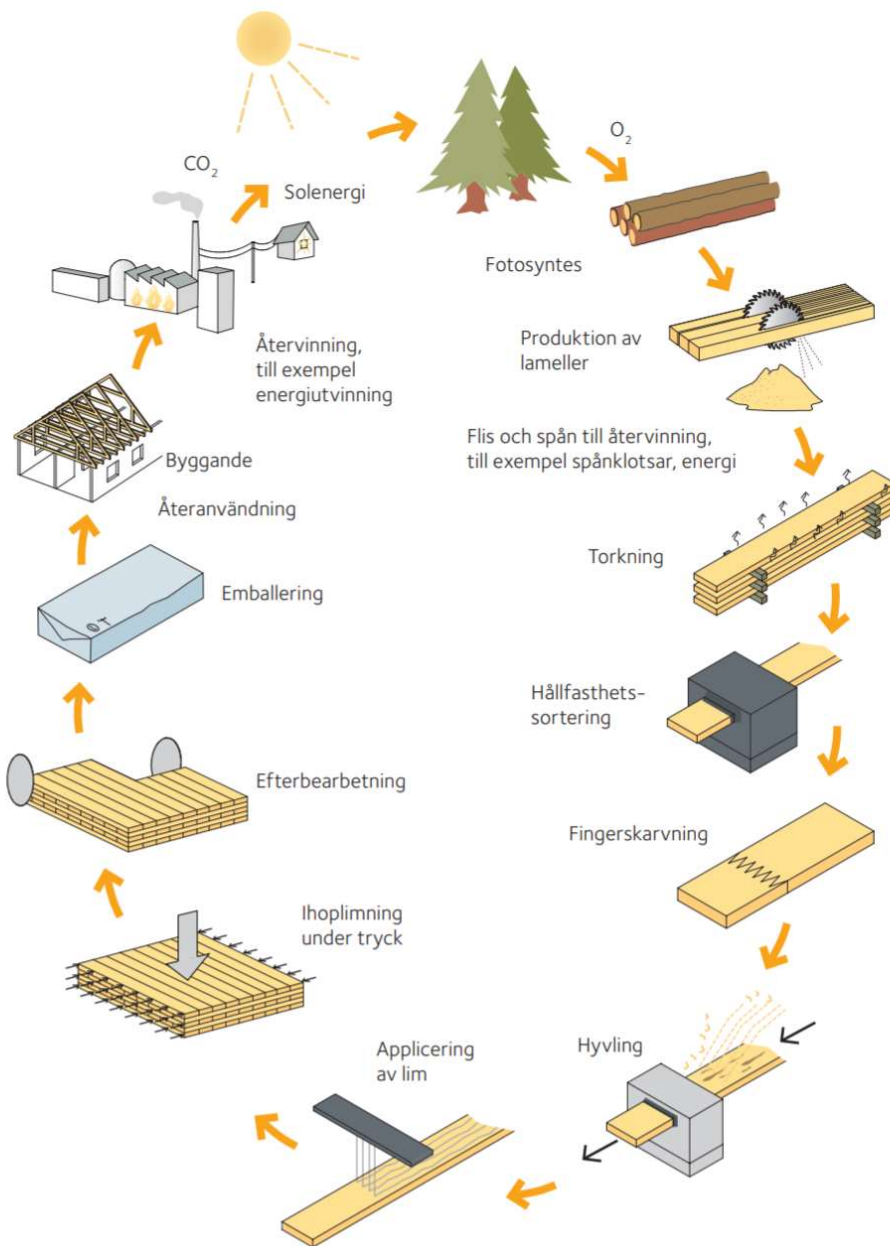 CO₂
Solenergi
O₂
Fotosyntes
Produktion av
lameller
Flis och spån till återvinning,
till exempel spånklotsar, energi
Torkning
Hållfasthets-
sortering
Fingerskarvning
Hyvling
Applicering
av lim
Ihoplimning
under tryck
Efterbearbetning
Emballering
Återanvändning
Byggande
Återvinning,
till exempel
energiutvinning